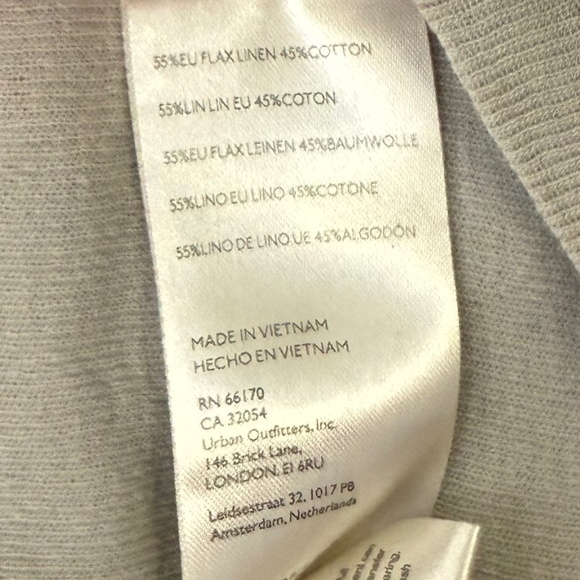 55%EU FLAX LINEN 45%COTTON
55%LIN LIN EU 45%COTON
55%EU FLAX LEINEN 45%BAUMWOLLE
55%LINO EU LINO 45%COTONE
55%LINO DE LINO.UE 45%ALGODÓN
MADE IN VIETNAM
HECHO EN VIETNAM
RN 66170
CA 32054
Urban Outfitters, Inc.
146 Brick Lane,
LONDON. E1 6RU
Leidsestraat 32, 1017 PB
Amsterdam, Netherlands